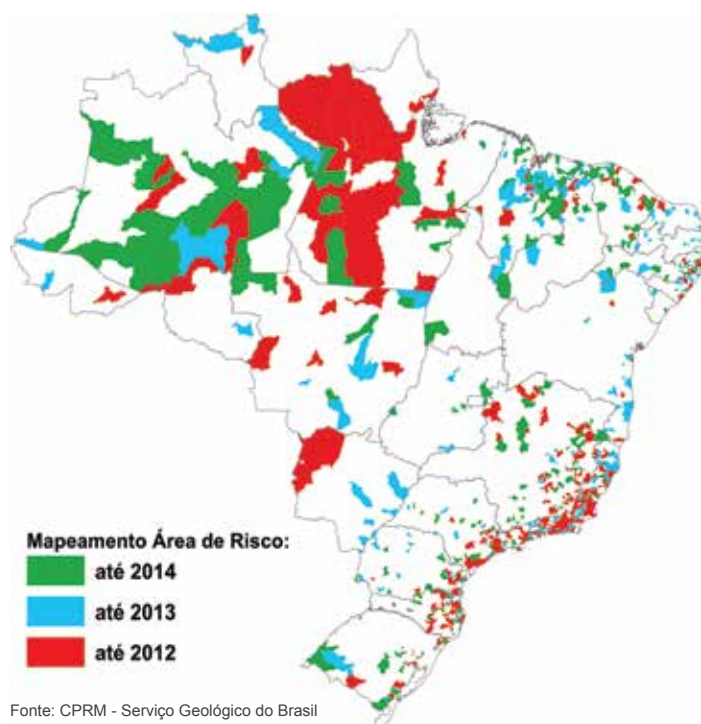 Mapeamento Área de Risco:
até 2014
até 2013
até 2012
Fonte: CPRM - Serviço Geológico do Brasil